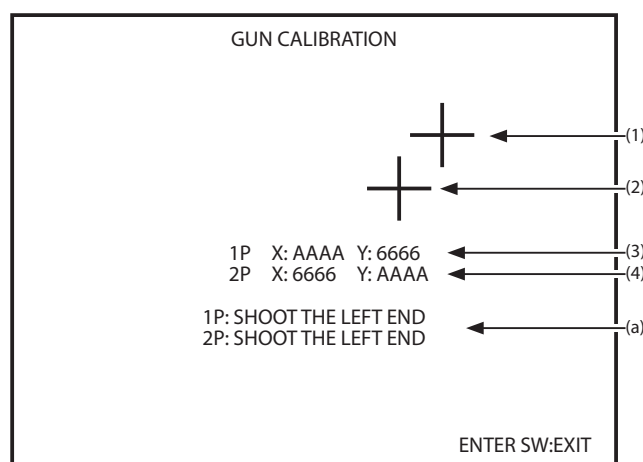 GUN CALIBRATION
(1)
(2)
1P X: AAAA Y: 6666 (3)
2P X: 6666 Y: AAAA (4)
1P: SHOOT THE LEFT END
2P: SHOOT THE LEFT END (a)
ENTER SW:EXIT